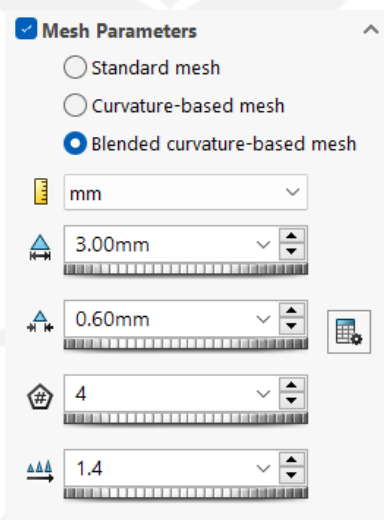 Mesh Parameters
Standard mesh
Curvature-based mesh
Blended curvature-based mesh
mm
3.00mm
0.60mm
#
4
1.4